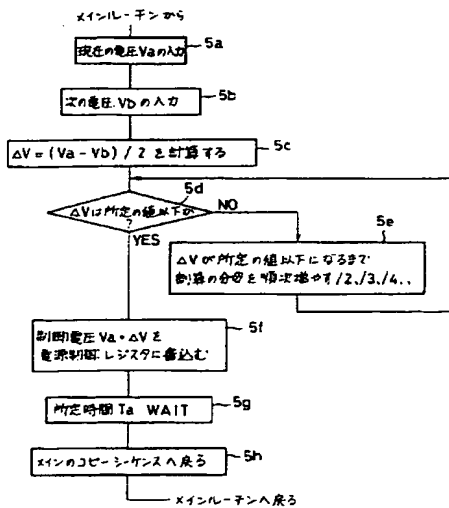 メインルーチンから
5a
現在の電圧Vaの入力
5b
次の電圧Vbの入力
5c
ΔV=(Va-Vb)/2を計算する
5d
ΔVは所定の値以下か
?
NO
YES
5e
ΔVが所定の値以下になるまで
割算の分母を順次増やす/2,/3,/4..
5f
制御電圧Va・ΔVを
電源制御レジスタに書込む
5g
所定時間Ta WAIT
5h
メインのコピーシーケンスへ戻る
メインルーチンへ戻る